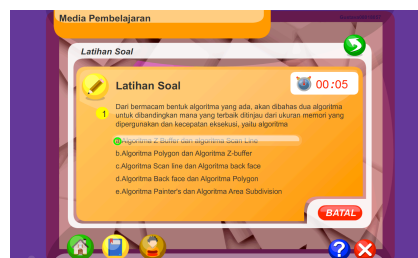 Media Pembelajaran
Latihan Soal
Latihan Soal
00:05
1
Dari bermacam bentuk algoritma yang ada, akan dibahas dua algoritma
untuk dibandingkan mana yang terbaik ditinjau dari ukuran memori yang
dipergunakan dan kecepatan eksekusi, yaitu algoritma
a.Algoritma Z Buffer dan algoritma Scan Line
b.Algoritma Polygon dan Algoritma Z-buffer
c.Algoritma Scan line dan Algoritma back face
d.Algoritma Back face dan Algoritma Polygon
e.Algoritma Painter's dan Algoritma Area Subdivision
BATAL
?